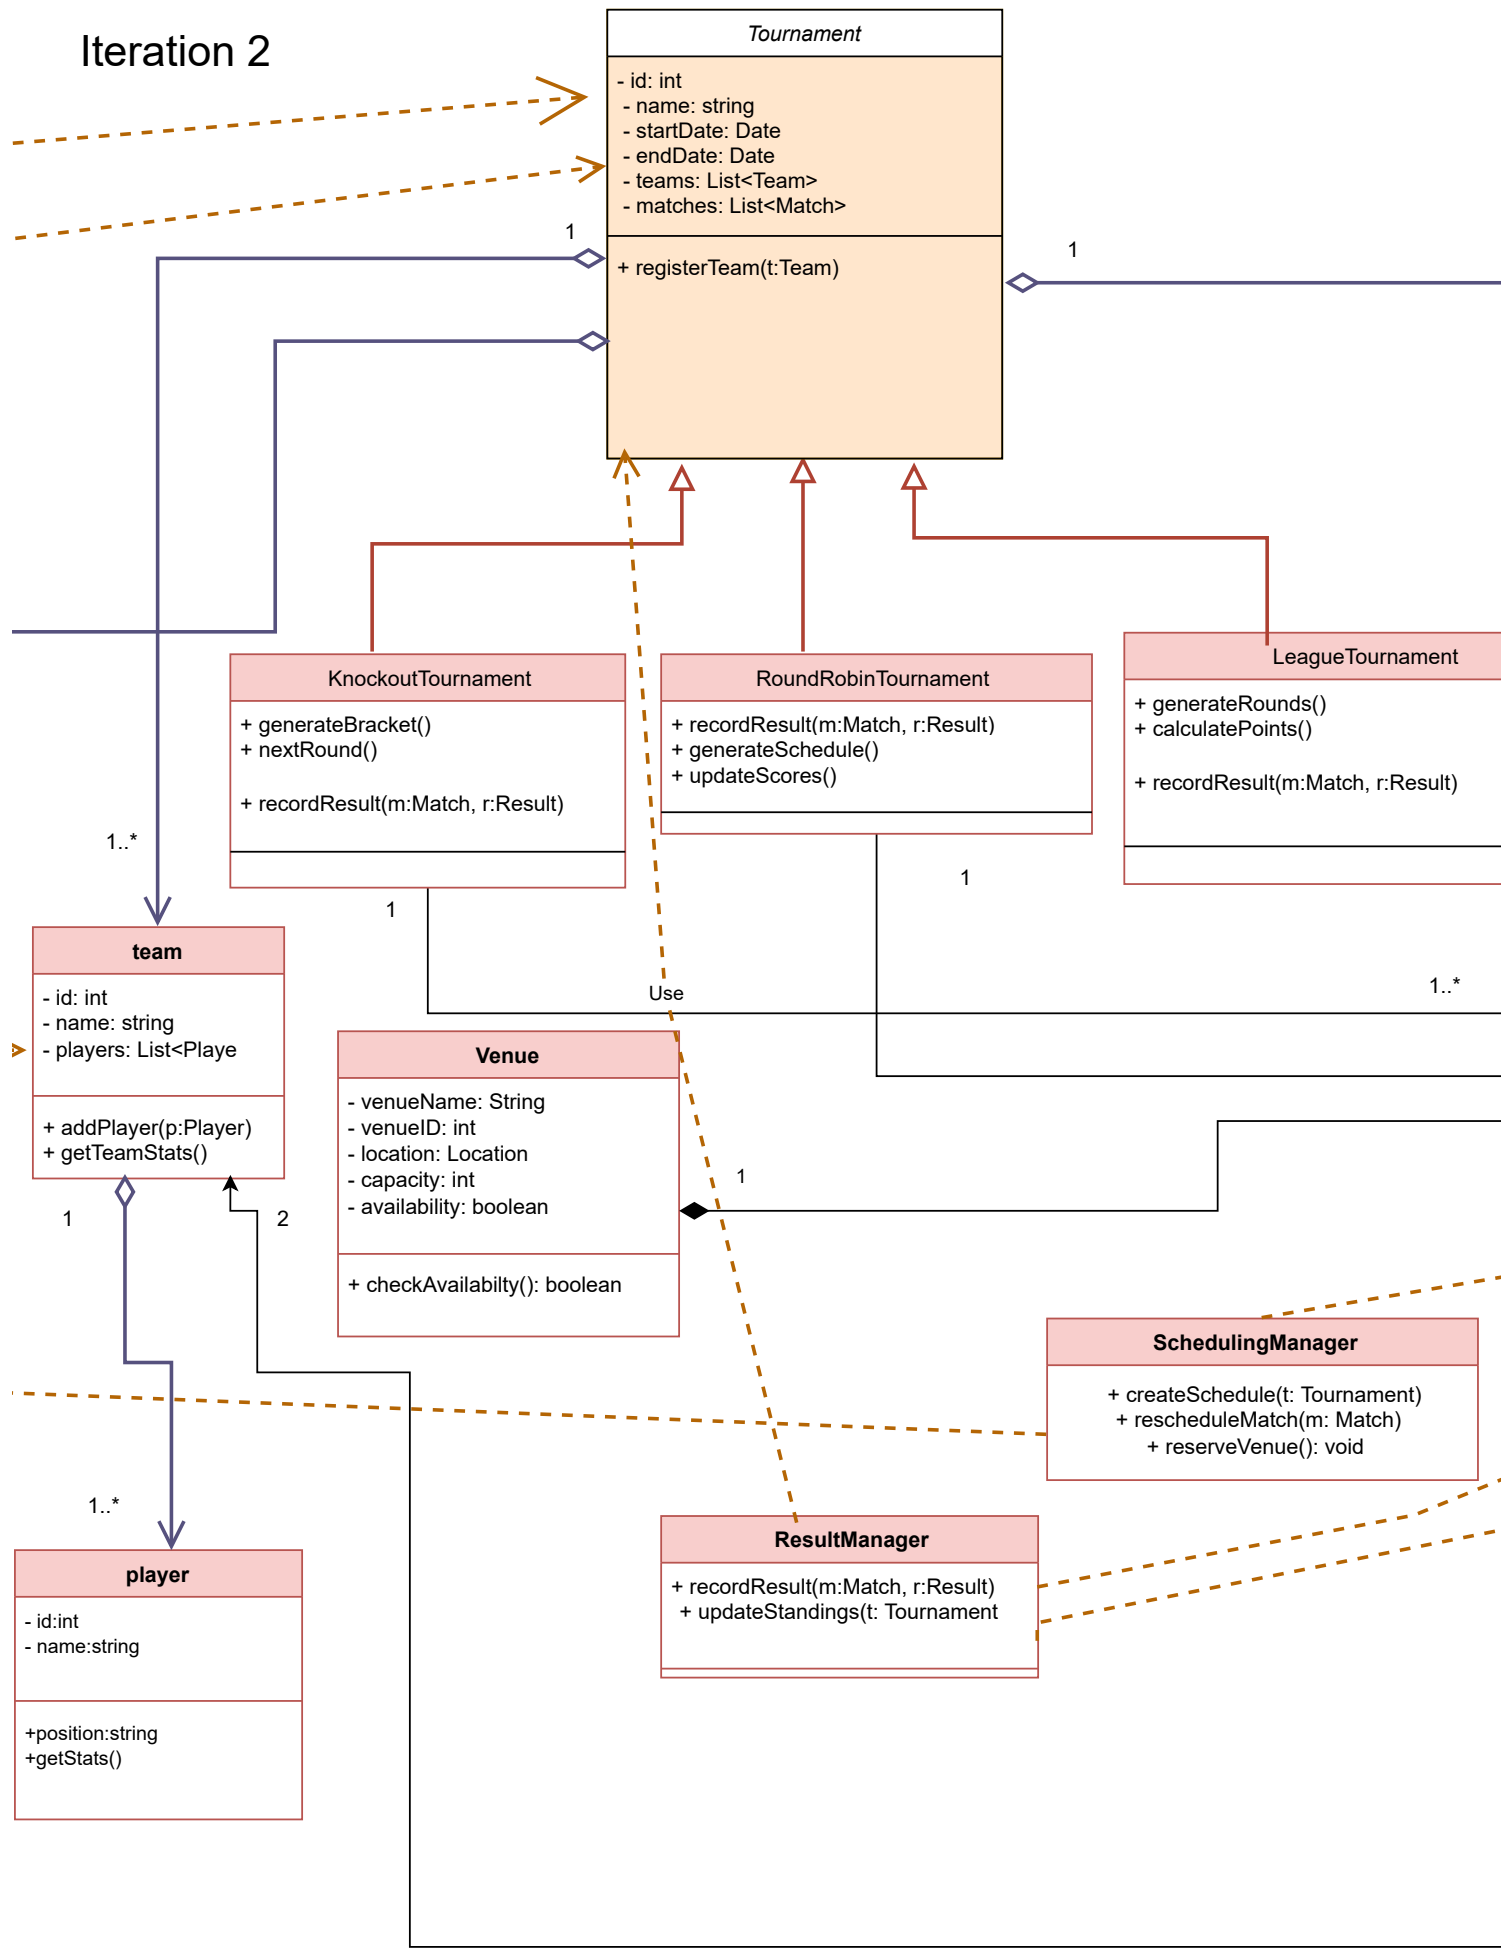 Iteration 2
Tournament
- id: int
- name: string
- startDate: Date
- endDate: Date
- teams: List<Team>
- matches: List<Match>
+ registerTeam(t:Team)
1
1
KnockoutTournament
+ generateBracket()
+ nextRound()
+ recordResult(m:Match, r:Result)
RoundRobinTournament
+ recordResult(m:Match, r:Result)
+ generateSchedule()
+ updateScores()
LeagueTournament
+ generateRounds()
+ calculatePoints()
+ recordResult(m:Match, r:Result)
1..*
1
1
1..*
Use
team
- id: int
- name: string
- players: List<Playe
+ addPlayer(p:Player)
+ getTeamStats()
1
2
Venue
- venueName: String
- venueID: int
- location: Location
- capacity: int
- availability: boolean
+ checkAvailabilty(): boolean
1
SchedulingManager
+ createSchedule(t: Tournament)
+ rescheduleMatch(m: Match)
+ reserveVenue(): void
1..*
ResultManager
+ recordResult(m:Match, r:Result)
+ updateStandings(t: Tournament
player
- id:int
- name:string
+position:string
+getStats()